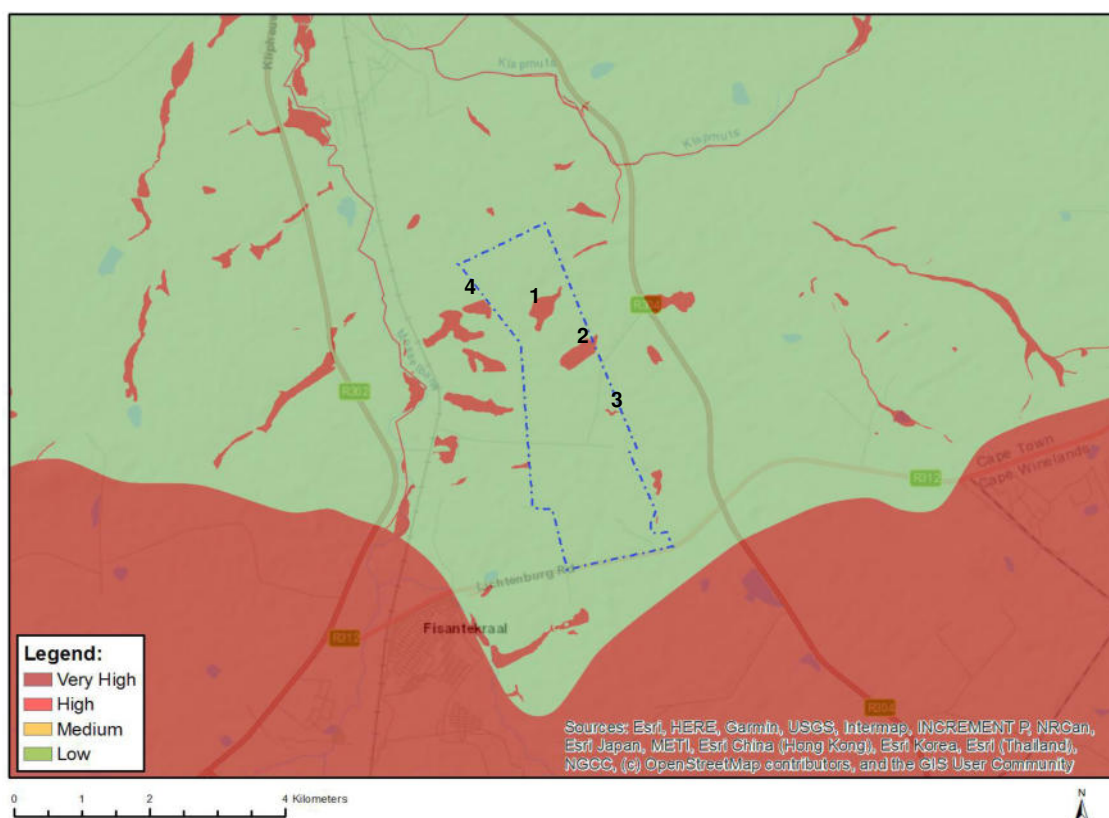 Klapmuts
Klapmuts
4
1
2
R304
3
R302
R312
Cape Town
Cape Winelands
Lichtenburg Rd
Fisantekraal
R312
R304
Legend:
Very High
High
Medium
Low
Sources: Esri, HERE, Garmin, USGS, Intermap, INCREMENT P, NRCan,
Esri Japan, METI, Esri China (Hong Kong), Esri Korea, Esri (Thailand),
NGCC, (c) OpenStreetMap contributors, and the GIS User Community
0 1 2 4 Kilometers
N